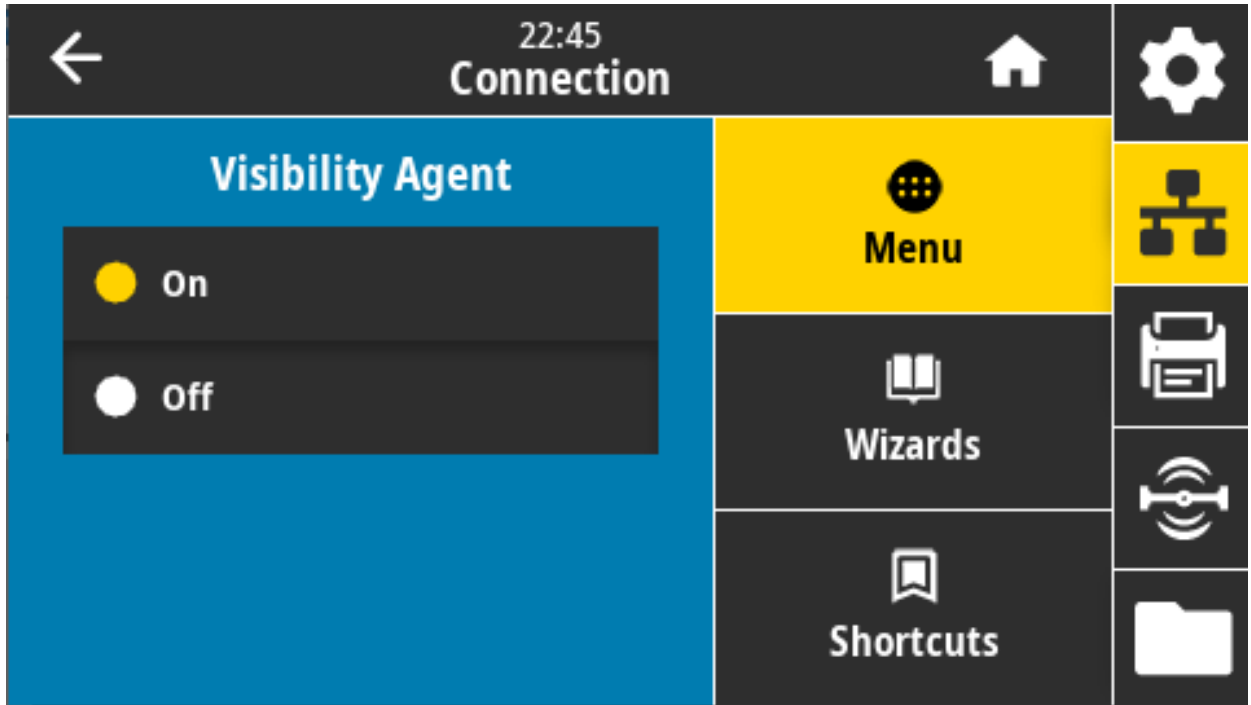 22:45
Connection
Visibility Agent
On
Off
Menu
Wizards
Shortcuts